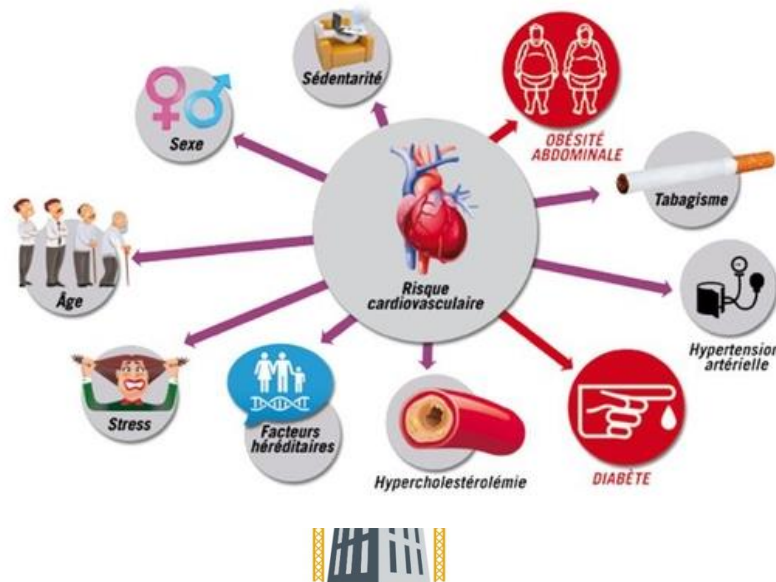 Sédentarité
OBÉSITÉ
ABDOMINALE
Sexe
Tabagisme
Âge
Risque
cardiovasculaire
Hypertension
artérielle
Stress
Facteurs
héréditaires
Hypercholestérolémie
DIABÈTE